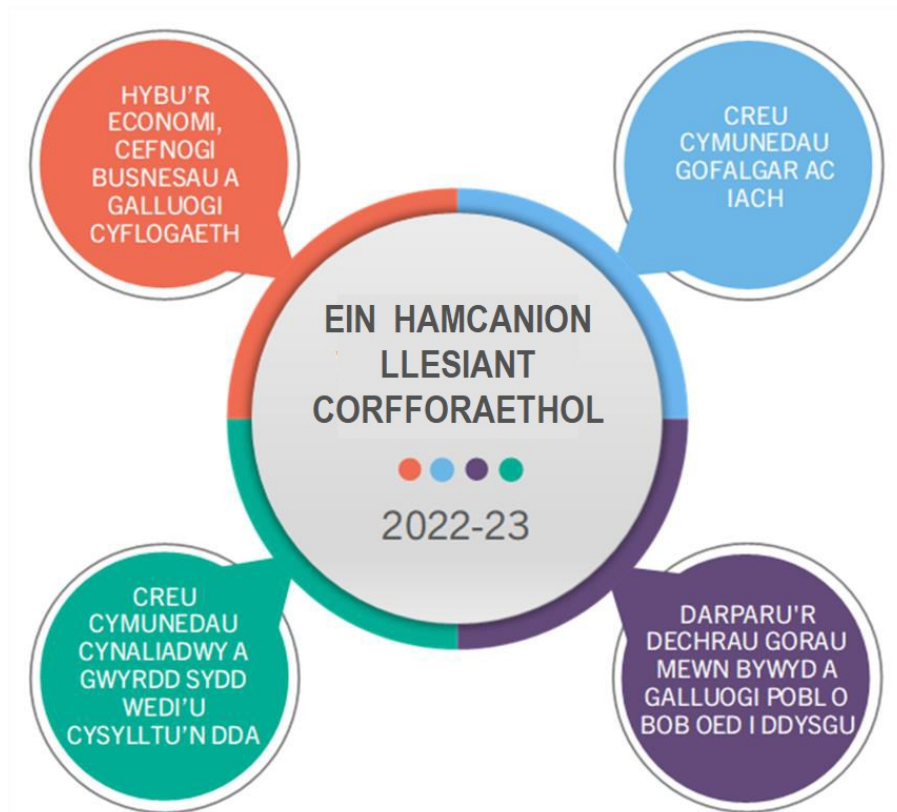 HYBU'R
ECONOMI,
CEFNOGI
BUSNESAU A
GALLUOGI
CYFLOGAETH
CREU
CYMUNEDAU
GOFALGAR AC
IACH
EIN HAMCANION
LLESIANT
CORFFORAETHOL
2022-23
CREU
CYMUNEDAU
CYNALIADWY A
GWYRDD SYDD
WEDI'U
CYSYLLTU'N DDA
DARPARU'R
DECHRAU GORAU
MEWN BYWYD A
GALLUOGI POBL O
BOB OED I DDYSGU